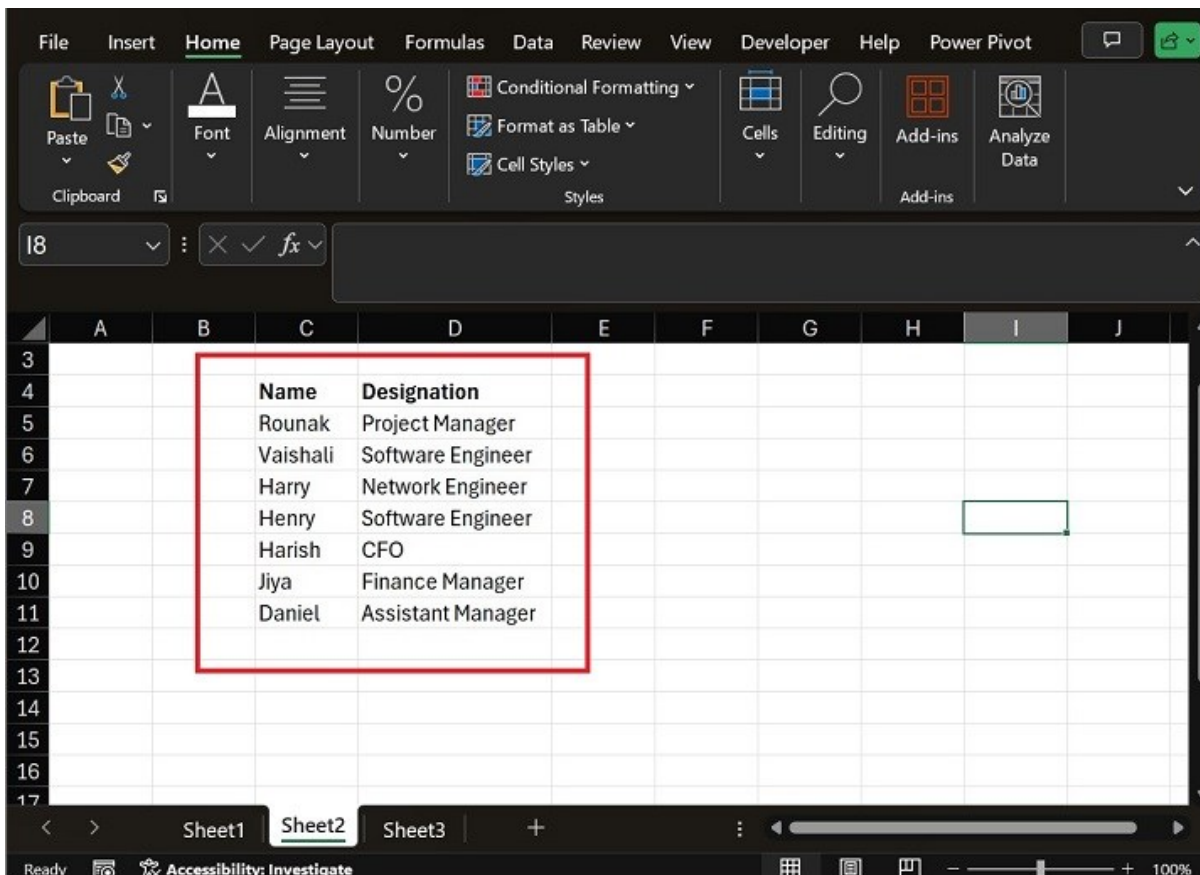 File Insert Home Page Layout Formulas Data Review View Developer Help Power Pivot
Paste Font Alignment Number Conditional Formatting Format as Table Cell Styles Cells Editing Add-ins Analyze Data
Clipboard Styles Add-ins
I8 fx
A B C D E F G H I J
3
4 Name Designation
5 Rounak Project Manager
6 Vaishali Software Engineer
7 Harry Network Engineer
8 Henry Software Engineer
9 Harish CFO
10 Jiya Finance Manager
11 Daniel Assistant Manager
12
13
14
15
16
17
Sheet1 Sheet2 Sheet3
Ready Accessibility: Investigate 100%